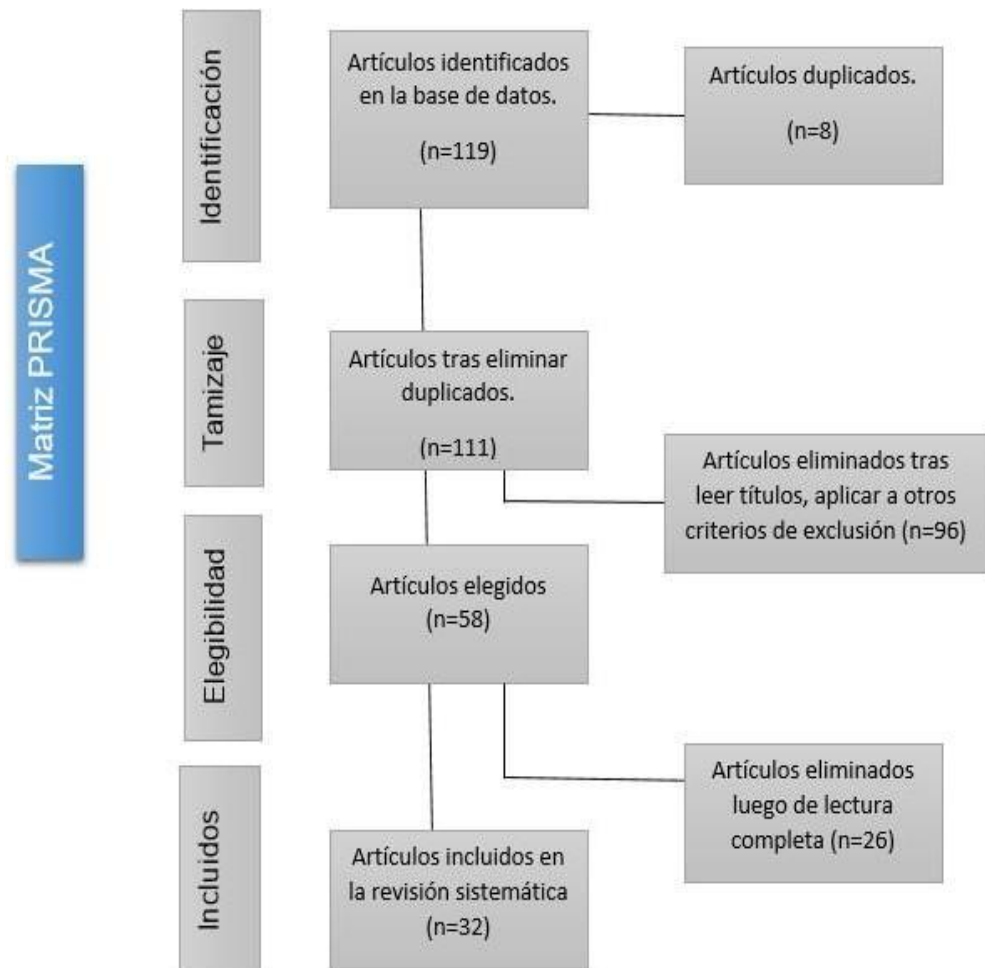 Matriz PRISMA
Identificación
Artículos identificados
en la base de datos.
(n=119)
Artículos duplicados.
(n=8)
Tamizaje
Artículos tras eliminar
duplicados.
(n=111)
Artículos eliminados tras
leer títulos, aplicar a otros
criterios de exclusión (n=96)
Elegibilidad
Artículos elegidos
(n=58)
Artículos eliminados
luego de lectura
completa (n=26)
Incluidos
Artículos incluidos en
la revisión sistemática
(n=32)